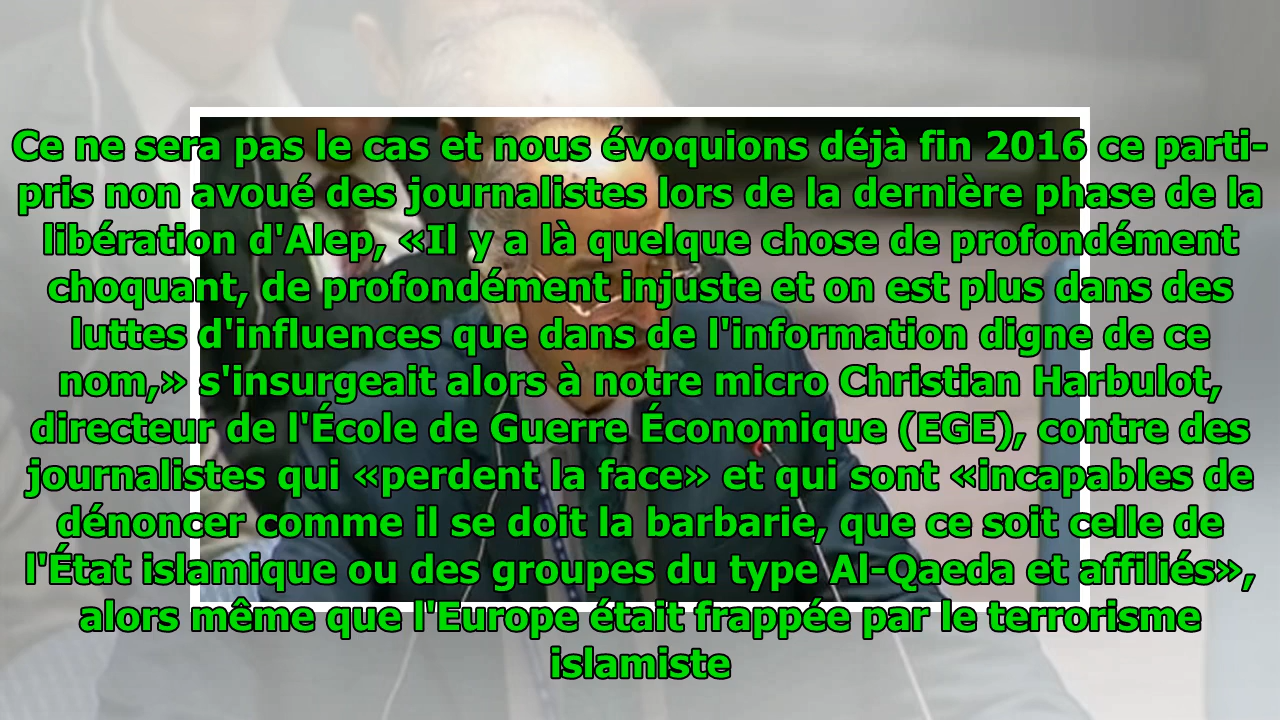 Ce ne sera pas le cas et nous évoquions déjà fin 2016 ce parti-
pris non avoué des journalistes lors de la dernière phase de la
libération d'Alep, «Il y a là quelque chose de profondément
choquant, de profondément injuste et on est plus dans des
luttes d'influences que dans de l'information digne de ce
nom,» s'insurgeait alors à notre micro Christian Harbulot,
directeur de l'École de Guerre Économique (EGE), contre des
journalistes qui «perdent la face» et qui sont «incapables de
dénoncer comme il se doit la barbarie, que ce soit celle de
l'État islamique ou des groupes du type Al-Qaeda et affiliés»,
alors même que l'Europe était frappée par le terrorisme
islamiste